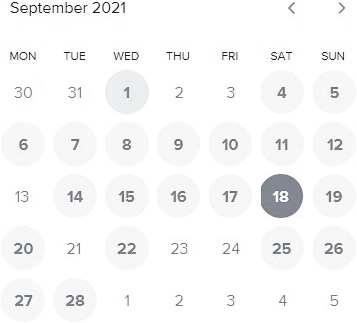 September 2021
MON TUE WED THU FRI SAT SUN
30 31 1 2 3 4 5
6 7 8 9 10 11 12
13 14 15 16 17 18 19
20 21 22 23 24 25 26
27 28 1 2 3 4 5